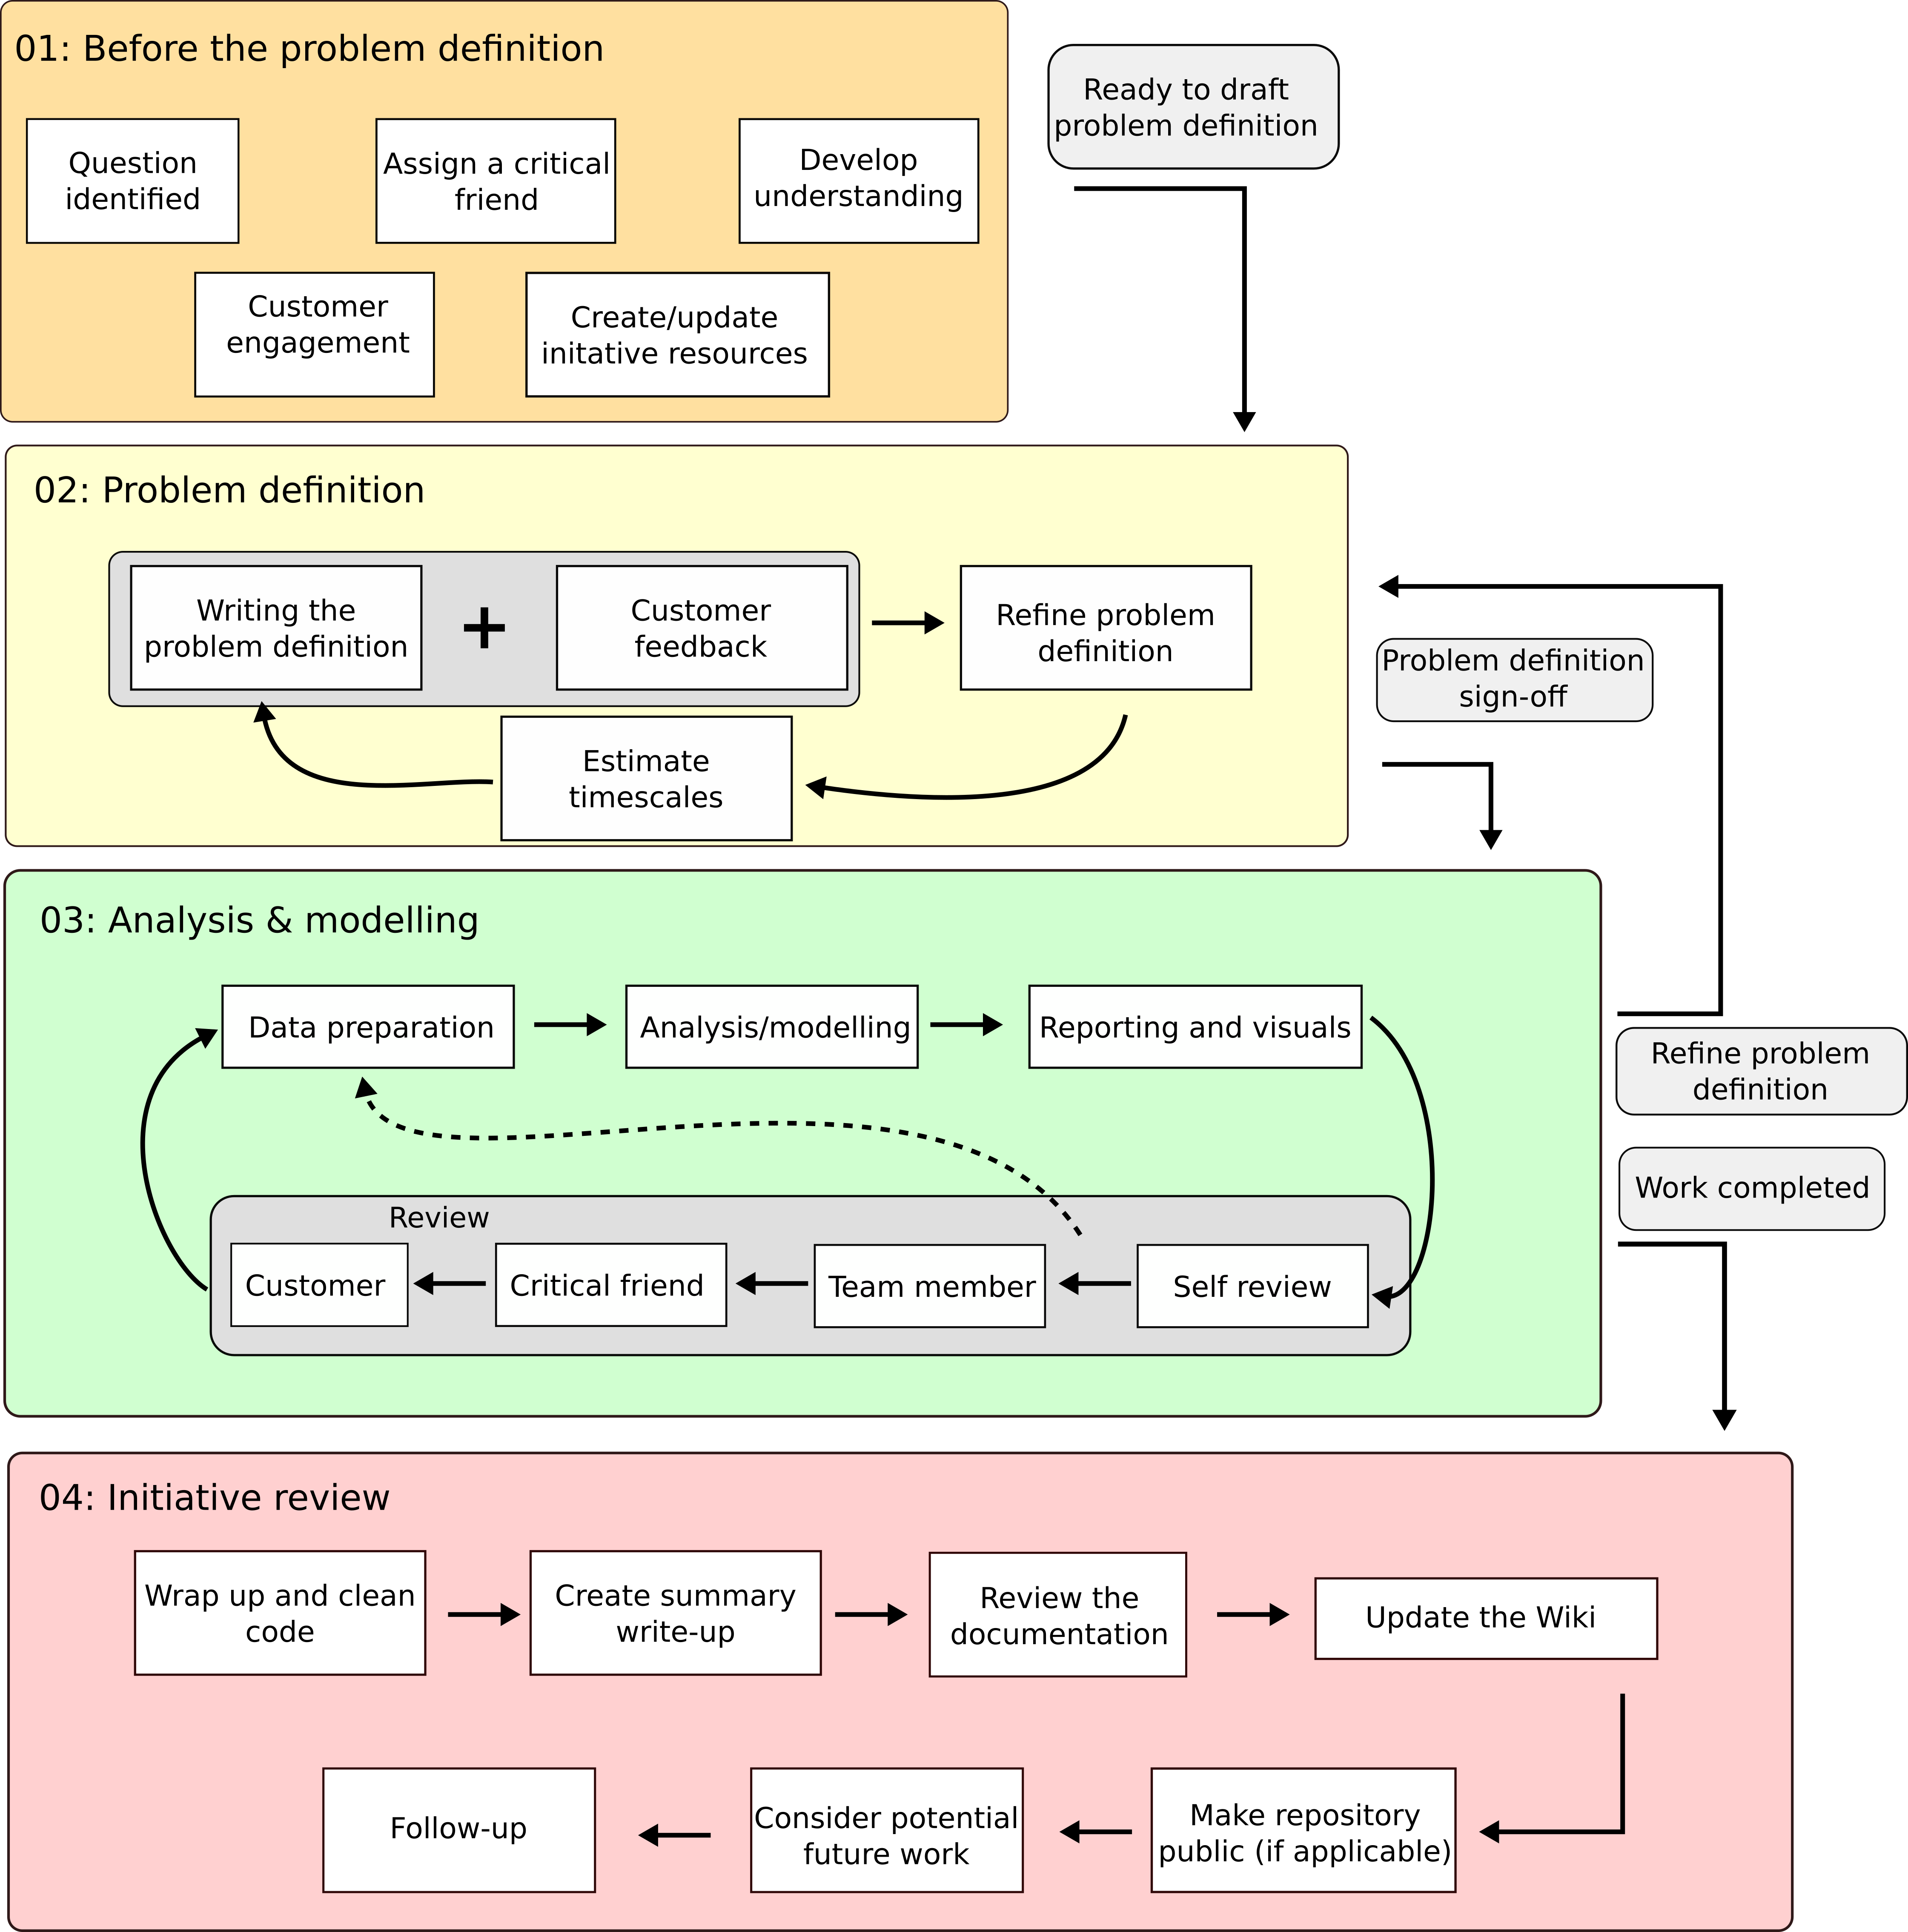 01: Before the problem definition
Ready to draft
problem definition
Question
identified
Assign a critical
friend
Develop
understanding
Customer
engagement
Create/update
initative resources
02: Problem definition
Writing the
problem definition
+
Customer
feedback
Refine problem
definition
Estimate
timescales
Problem definition
sign-off
03: Analysis & modelling
Data preparation
Analysis/modelling
Reporting and visuals
Refine problem
definition
Work completed
Review
Customer
Critical friend
Team member
Self review
04: Initiative review
Wrap up and clean
code
Create summary
write-up
Review the
documentation
Update the Wiki
Follow-up
Consider potential
future work
Make repository
public (if applicable)